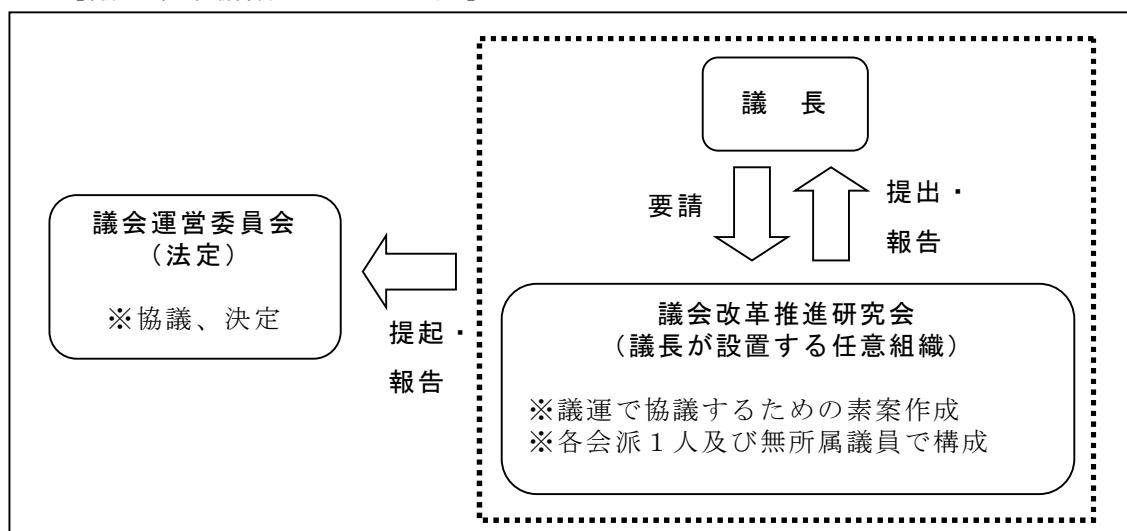 議　長
要請
提出・
報告
議会運営委員会
（法定）
※協議、決定
提起・
報告
議会改革推進研究会
（議長が設置する任意組織）
※議運で協議するための素案作成
※各会派１人及び無所属議員で構成